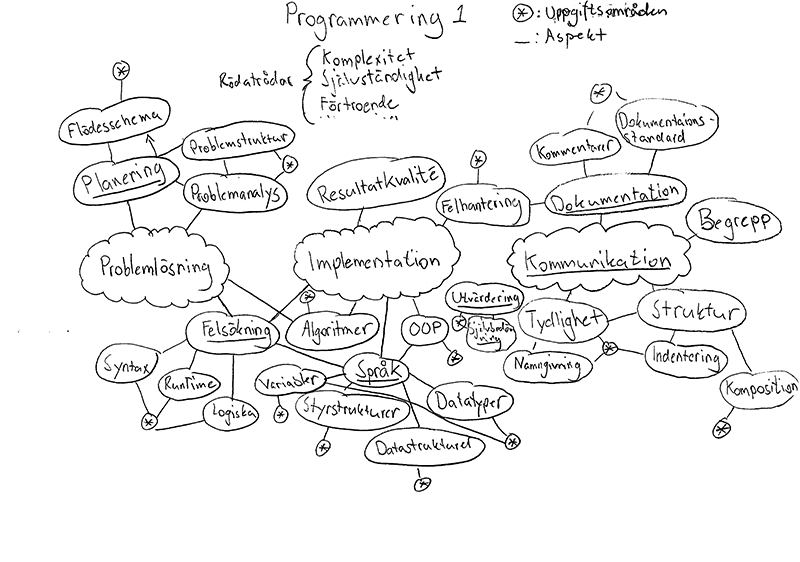 Programmering 1
⊛: Uppgiftsområden
_: Aspekt
Rödatrådar
Komplexitet
Självständighet
Förtroende
Flödesschema
Problemstruktur
Planering
Problemanalys
Problemlösning
Resultatkvalité
Implementation
Felhantering
Kommentarer
Dokumentations-
standard
Dokumentation
Begrepp
Kommunikation
Felsökning
Syntax
Runtime
Logiska
Algoritmer
OOP
Språk
Variabler
Styrstrukturer
Datatyper
Datastrukturer
Utvärdering
Tydlighet
Namngivning
Struktur
Indentering
Komposition